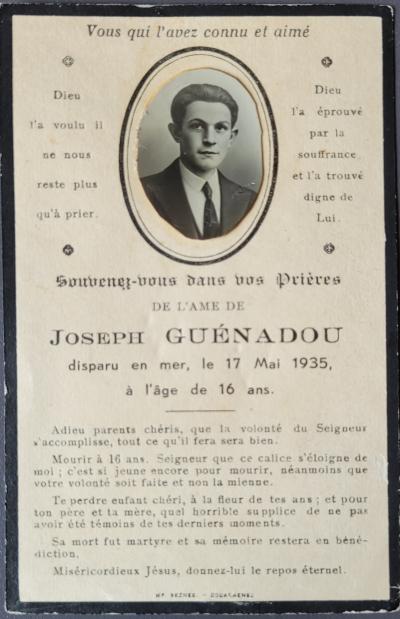 Vous qui l'avez connu et aimé
Dieu
l'a voulu il
ne nous
reste plus
qu'à prier.
Dieu
l'a éprouvé
par la
souffrance
et l'a trouvé
digne de
Lui.
Souvenez-vous dans vos Prières
DE L'AME DE
JOSEPH GUÉNADOU
disparu en mer, le 17 Mai 1935,
à l'âge de 16 ans.
Adieu parents chéris, que la volonté du Seigneur
s'accomplisse, tout ce qu'il fera sera bien.
Mourir à 16 ans. Seigneur que ce calice s'éloigne de
moi ; c'est si jeune encore pour mourir, néanmoins que
votre volonté soit faite et non la mienne.
Te perdre enfant chéri, à la fleur de tes ans ; et pour
ton père et ta mère, quel horrible supplice de ne pas
avoir été témoins de tes derniers moments.
Sa mort fut martyre et sa mémoire restera en béné-
diction.
Miséricordieux Jésus, donnez-lui le repos éternel.
DOUARNENEZ